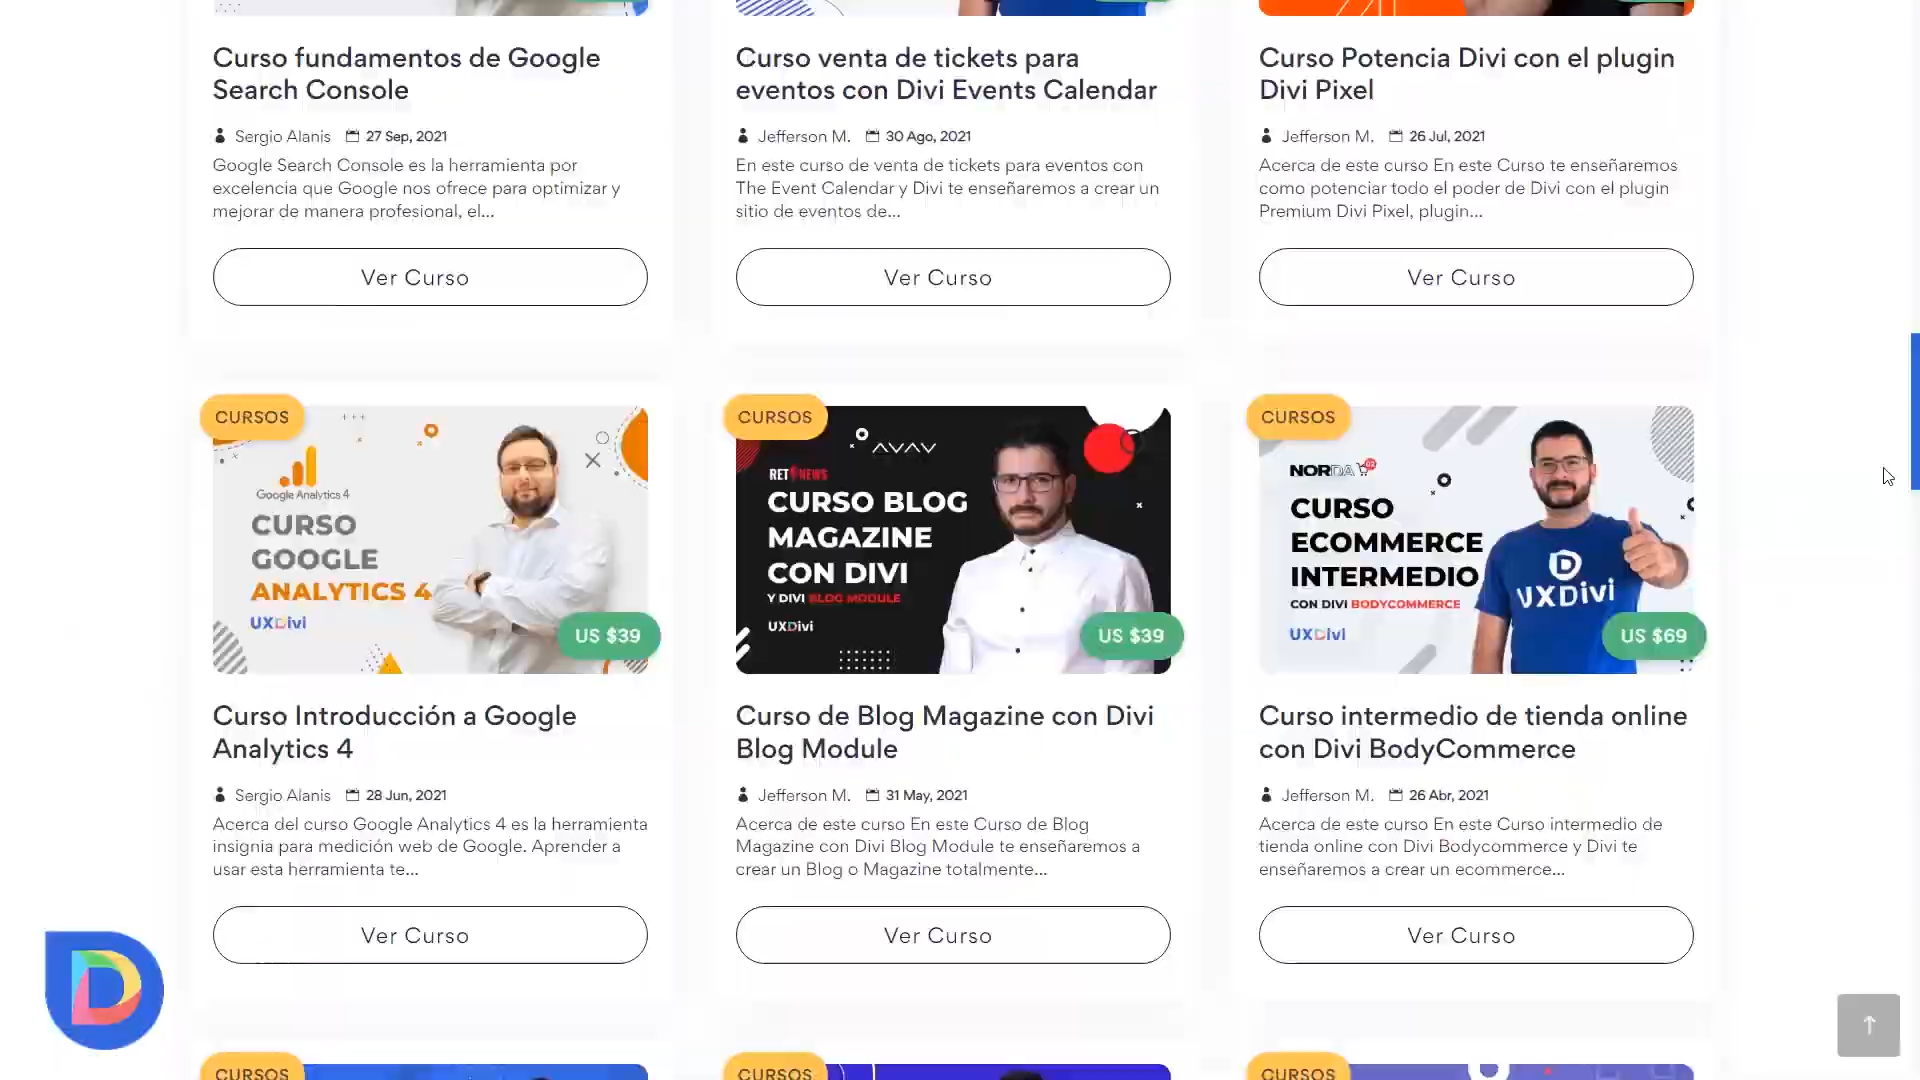 Curso fundamentos de Google
Search Console
Sergio Alanis 27 Sep, 2021
Google Search Console es la herramienta por
excelencia que Google nos ofrece para optimizar y
mejorar de manera profesional, el...
Ver Curso
Curso venta de tickets para
eventos con Divi Events Calendar
Jefferson M. 30 Ago, 2021
En este curso de venta de tickets para eventos con
The Event Calendar y Divi te enseñaremos a crear un
sitio de eventos de...
Ver Curso
Curso Potencia Divi con el plugin
Divi Pixel
Jefferson M. 26 Jul, 2021
Acerca de este curso En este Curso te enseñaremos
como potenciar todo el poder de Divi con el plugin
Premium Divi Pixel, plugin...
Ver Curso
CURSOS
Google Analytics 4
CURSO
GOOGLE
ANALYTICS 4
UXDivi
US $39
Curso Introducción a Google
Analytics 4
Sergio Alanis 28 Jun, 2021
Acerca del curso Google Analytics 4 es la herramienta
insignia para medición web de Google. Aprender a
usar esta herramienta te...
Ver Curso
CURSOS
RET NEWS
CURSO BLOG
MAGAZINE
CON DIVI
Y DIVI BLOG MODULE
UXDivi
US $39
Curso de Blog Magazine con Divi
Blog Module
Jefferson M. 31 May, 2021
Acerca de este curso En este Curso de Blog
Magazine con Divi Blog Module te enseñaremos a
crear un Blog o Magazine totalmente...
Ver Curso
CURSOS
NORDA
CURSO
ECOMMERCE
INTERMEDIO
CON DIVI BODYCOMMERCE
UXDivi
UXDivi
US $69
Curso intermedio de tienda online
con Divi BodyCommerce
Jefferson M. 26 Abr, 2021
Acerca de este curso En este Curso intermedio de
tienda online con Divi Bodycommerce y Divi te
enseñaremos a crear un ecommerce...
Ver Curso
CURSOS
CURSOS
CURSOS